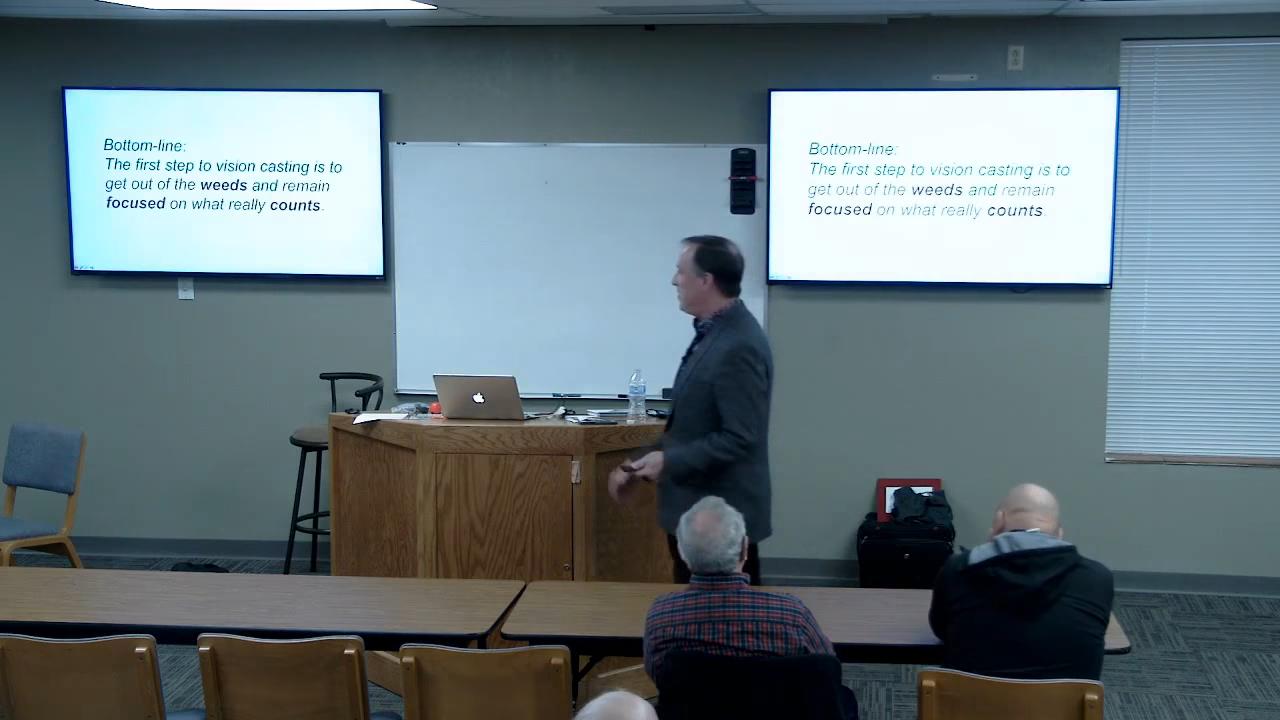 Bottom-line:
The first step to vision casting is to
get out of the weeds and remain
focused on what really counts.
Bottom-line:
The first step to vision casting is to
get out of the weeds and remain
focused on what really counts.